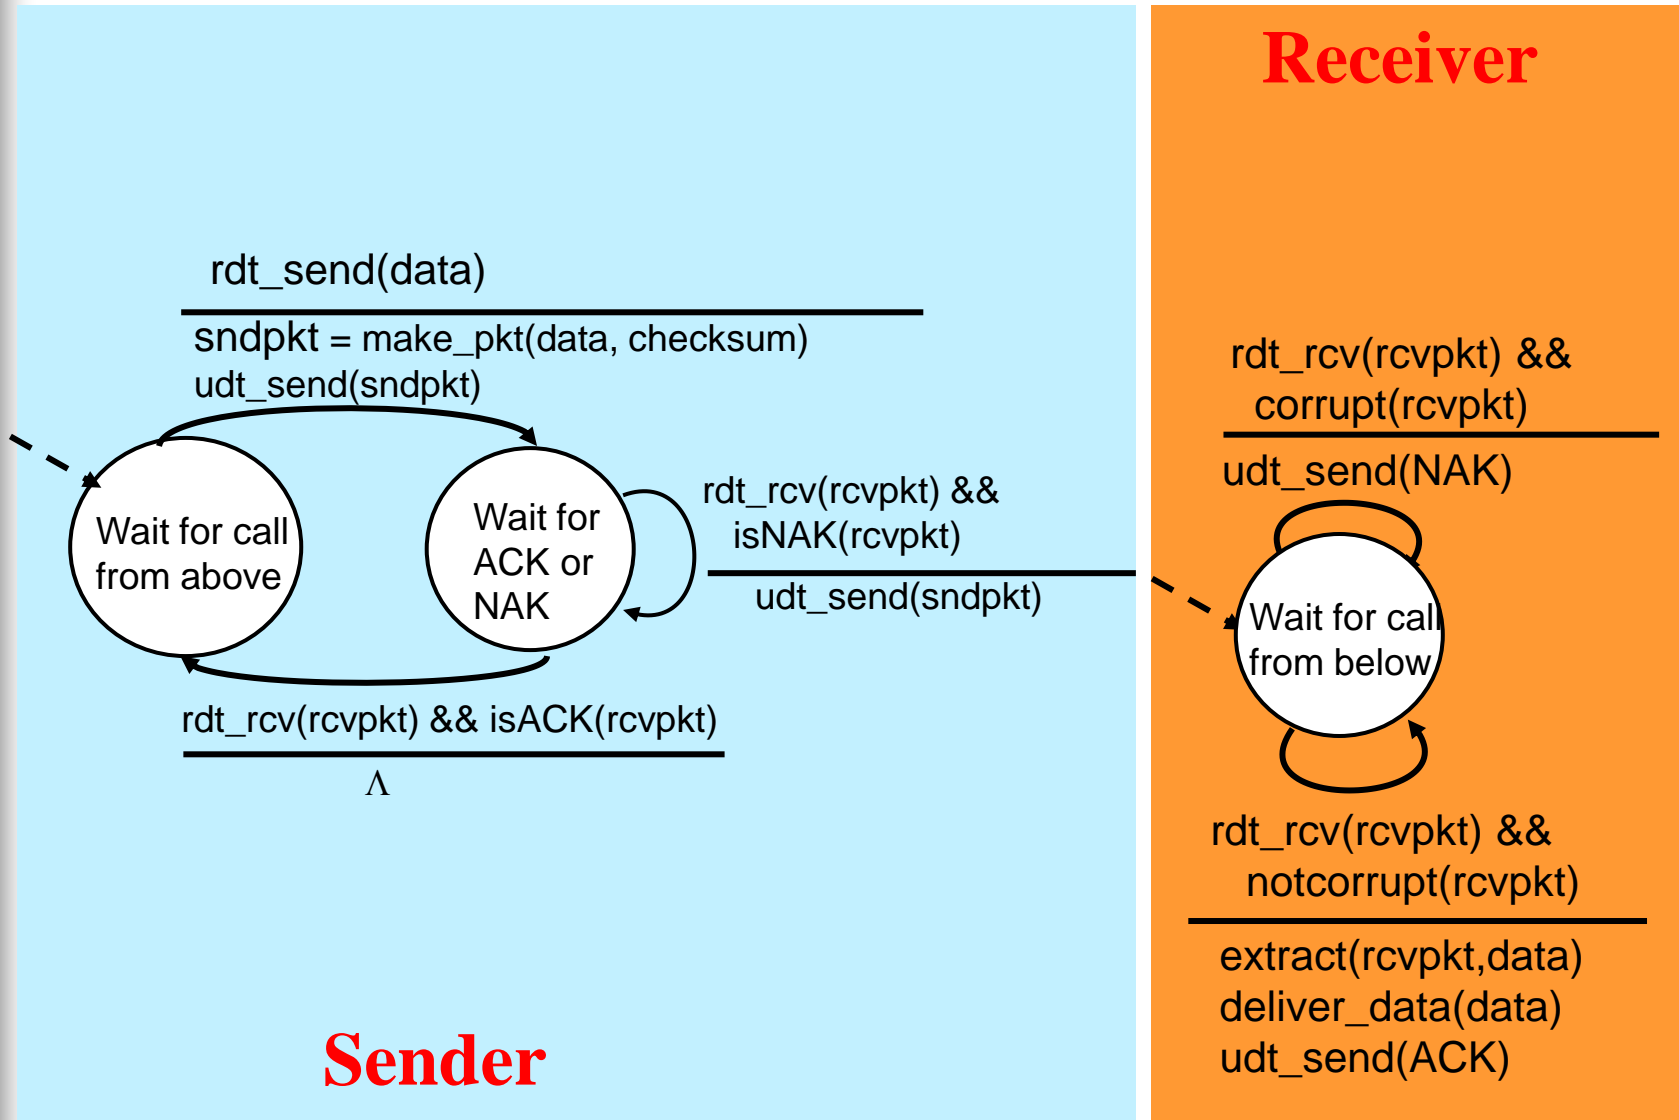 Receiver
rdt_send(data)
sndpkt = make_pkt(data, checksum)
udt_send(sndpkt)
Wait for call
from above
Wait for
ACK or
NAK
rdt_rcv(rcvpkt) &&
isNAK(rcvpkt)
udt_send(sndpkt)
rdt_rcv(rcvpkt) && isACK(rcvpkt)
Λ
Sender
rdt_rcv(rcvpkt) &&
corrupt(rcvpkt)
udt_send(NAK)
Wait for call
from below
rdt_rcv(rcvpkt) &&
notcorrupt(rcvpkt)
extract(rcvpkt,data)
deliver_data(data)
udt_send(ACK)